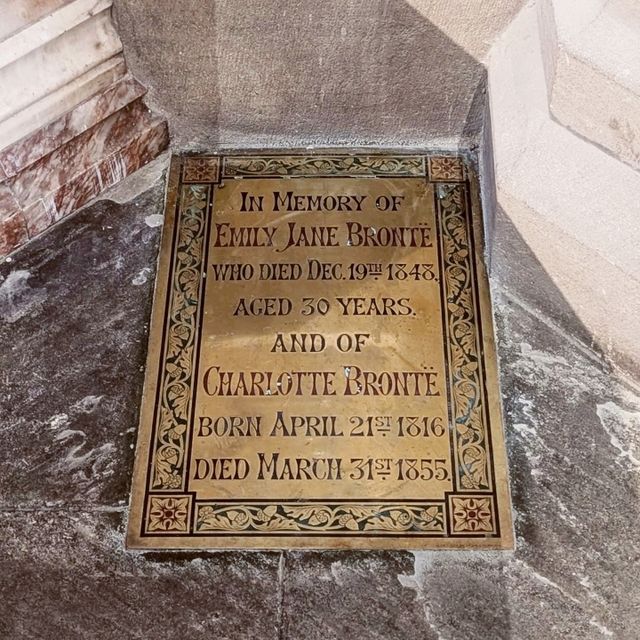 In Memory of
Emily Jane Brontë
who died Dec. 19th 1848,
aged 30 years.
and of
Charlotte Brontë
born April 21st 1816
died March 31st 1855.